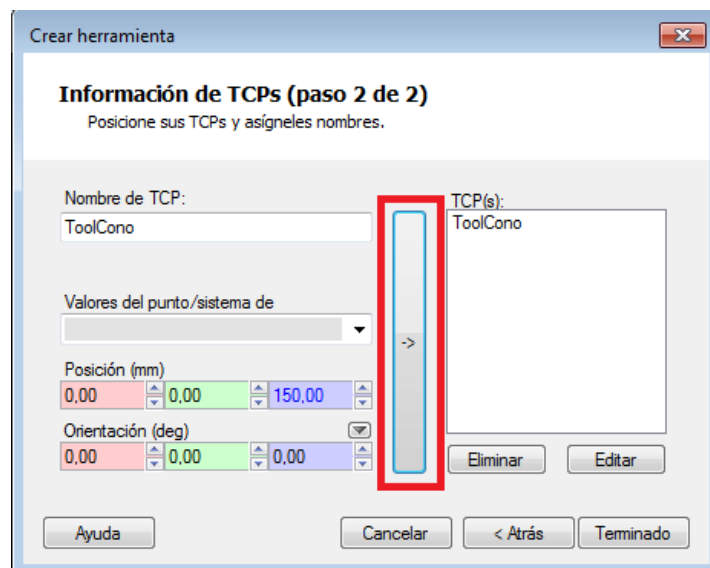 Crear herramienta
Información de TCPs (paso 2 de 2)
Posicione sus TCPs y asígneles nombres.
Nombre de TCP:
ToolCono
Valores del punto/sistema de
Posición (mm)
0,00 0,00 150,00
Orientación (deg)
0,00 0,00 0,00
->
TCP(s):
ToolCono
Eliminar Editar
Ayuda Cancelar < Atrás Terminado